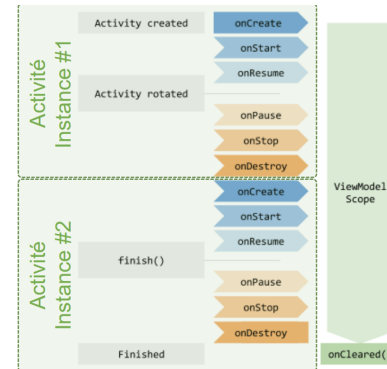 Activité
Instance #1
Activity created
onCreate
onStart
onResume
Activity rotated
onPause
onStop
onDestroy
Activité
Instance #2
onCreate
onStart
onResume
finish()
onPause
onStop
onDestroy
Finished
ViewModel
Scope
onCleared(